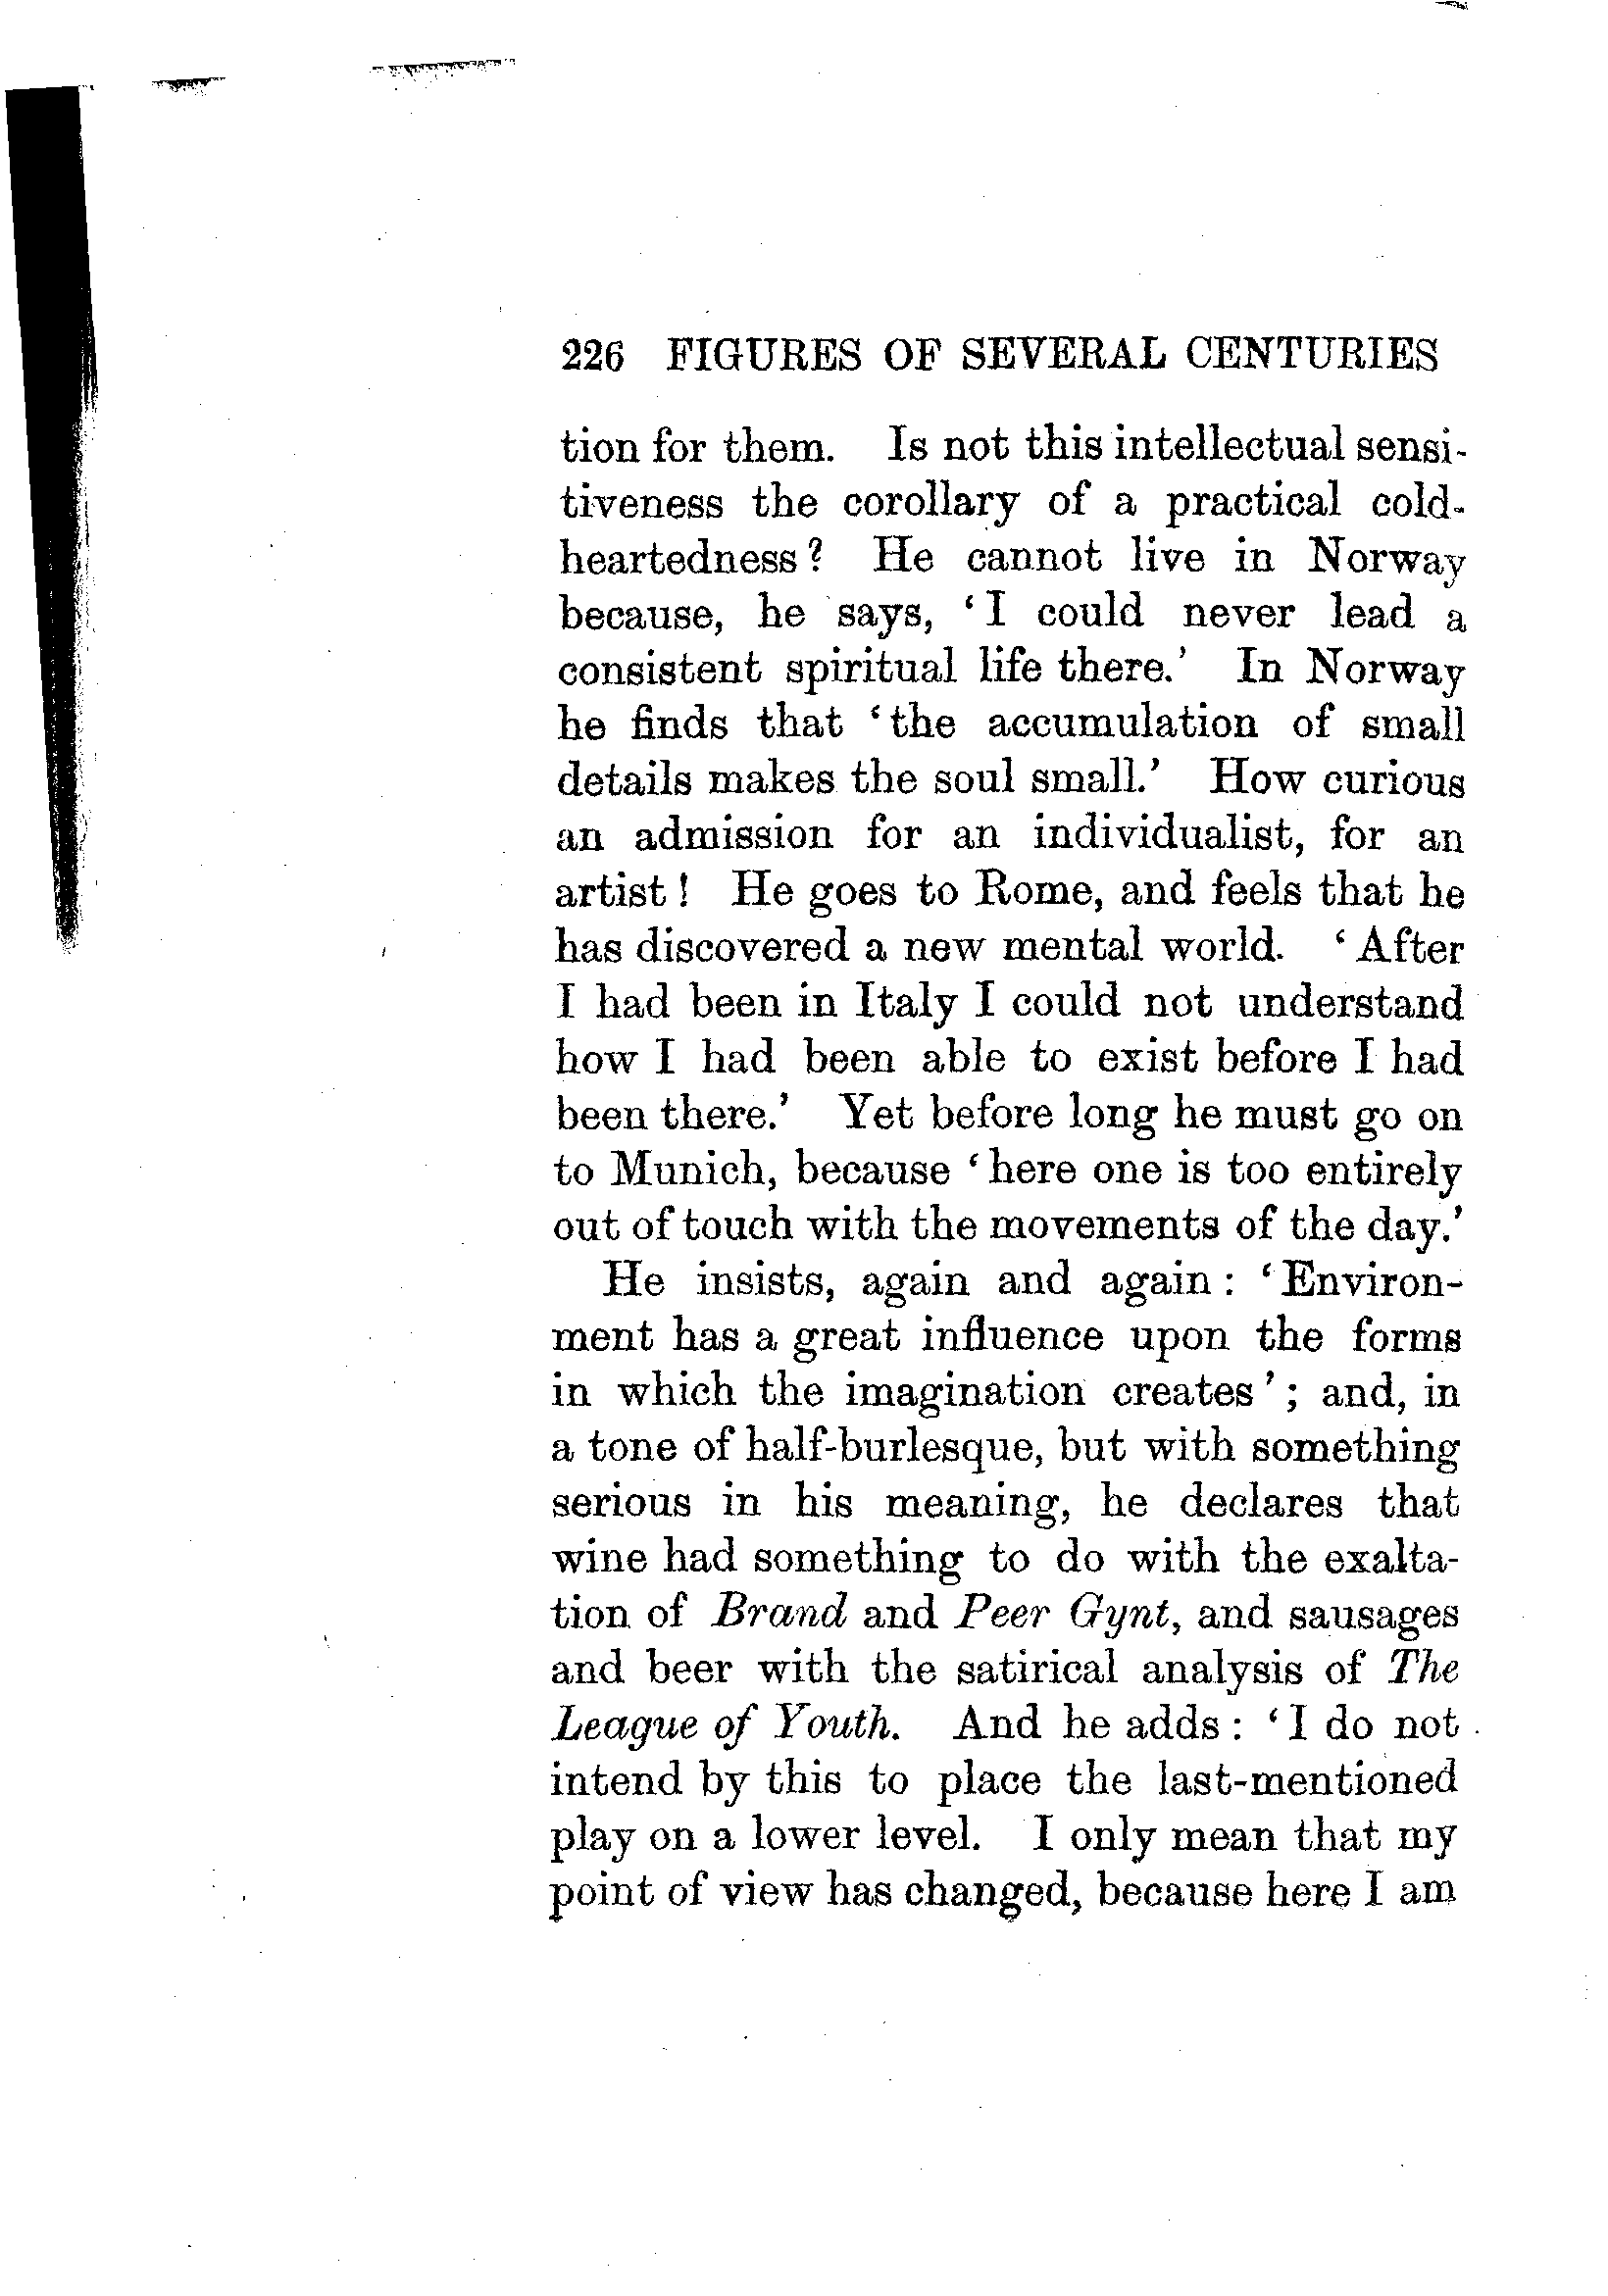 226 FIGURES OF SEVERAL CENTURIES
tion for them. Is not this intellectual sensi-
tiveness the corollary of a practical cold-
heartedness? He cannot live in Norway
because, he says, ‘I could never lead a
consistent spiritual life there.’ In Norway
he finds that ‘the accumulation of small
details makes the soul small.’ How curious
an admission for an individualist, for an
artist! He goes to Rome, and feels that he
has discovered a new mental world. ‘After
I had been in Italy I could not understand
how I had been able to exist before I had
been there.’ Yet before long he must go on
to Munich, because ‘here one is too entirely
out of touch with the movements of the day.’
He insists, again and again: ‘Environ-
ment has a great influence upon the forms
in which the imagination creates’; and, in
a tone of half-burlesque, but with something
serious in his meaning, he declares that
wine had something to do with the exalta-
tion of Brand and Peer Gynt, and sausages
and beer with the satirical analysis of The
League of Youth. And he adds: ‘I do not
intend by this to place the last-mentioned
play on a lower level. I only mean that my
point of view has changed, because here I am